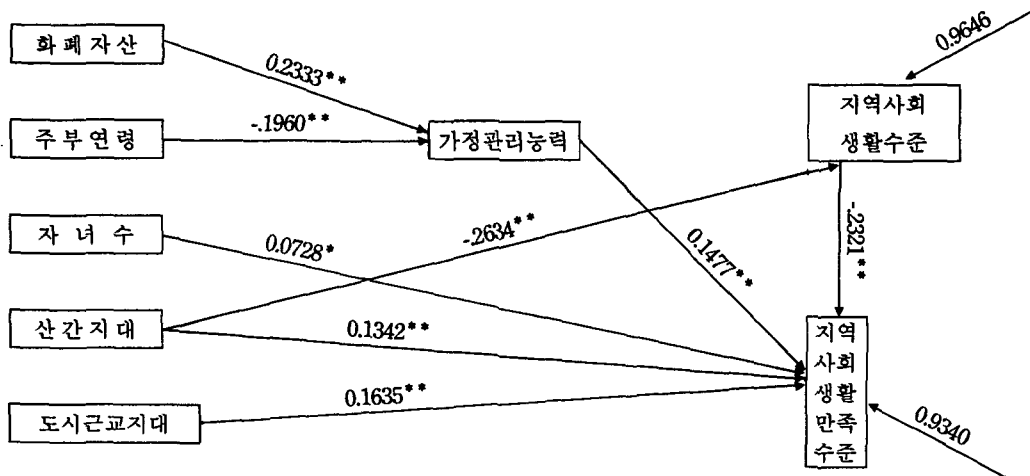 화폐자산
0.2333**
0.9646
주부연령
-.1960**
가정관리능력
지역사회
생활수준
자녀수
0.0728*
-.2634**
0.1477**
-.2321**
산간지대
0.1342**
도시근교지대
0.1635**
지역
사회
생활
만족
수준
0.9340